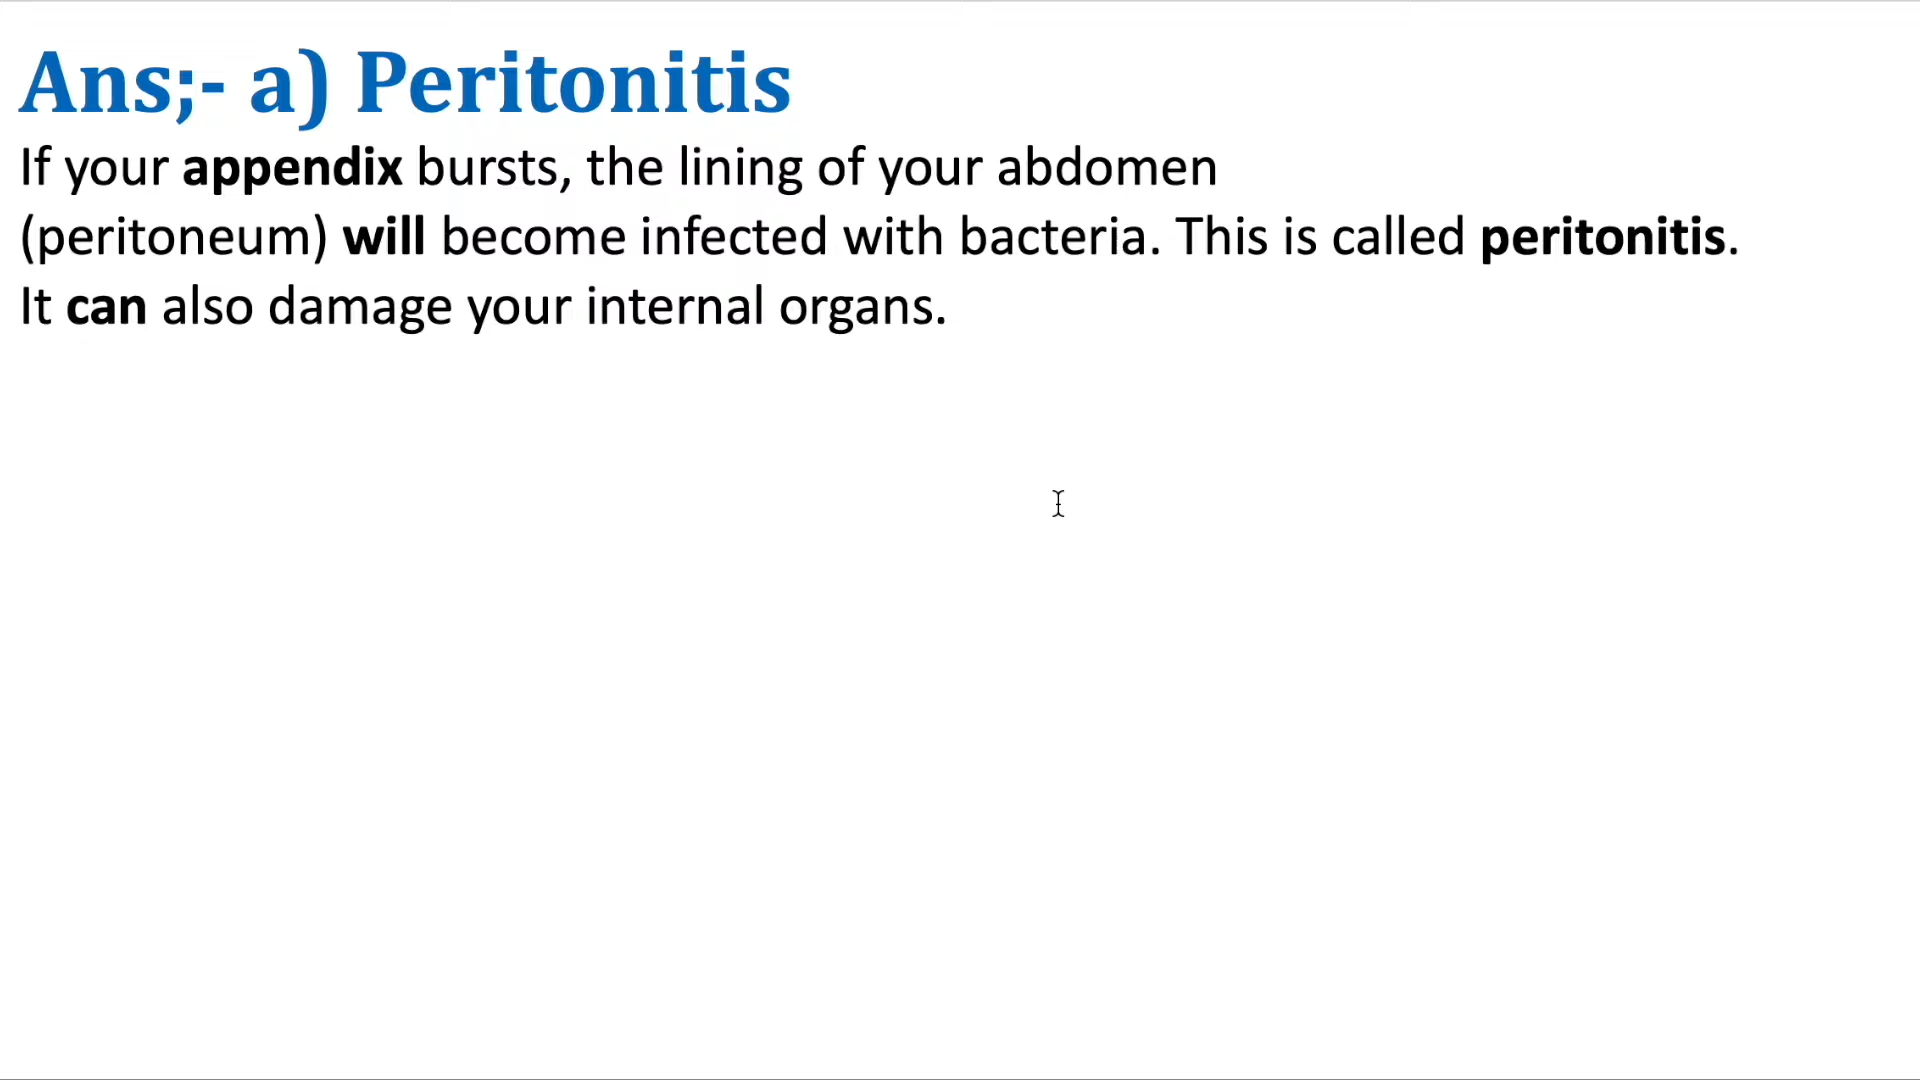 Ans;- a) Peritonitis
If your appendix bursts, the lining of your abdomen
(peritoneum) will become infected with bacteria. This is called peritonitis.
It can also damage your internal organs.